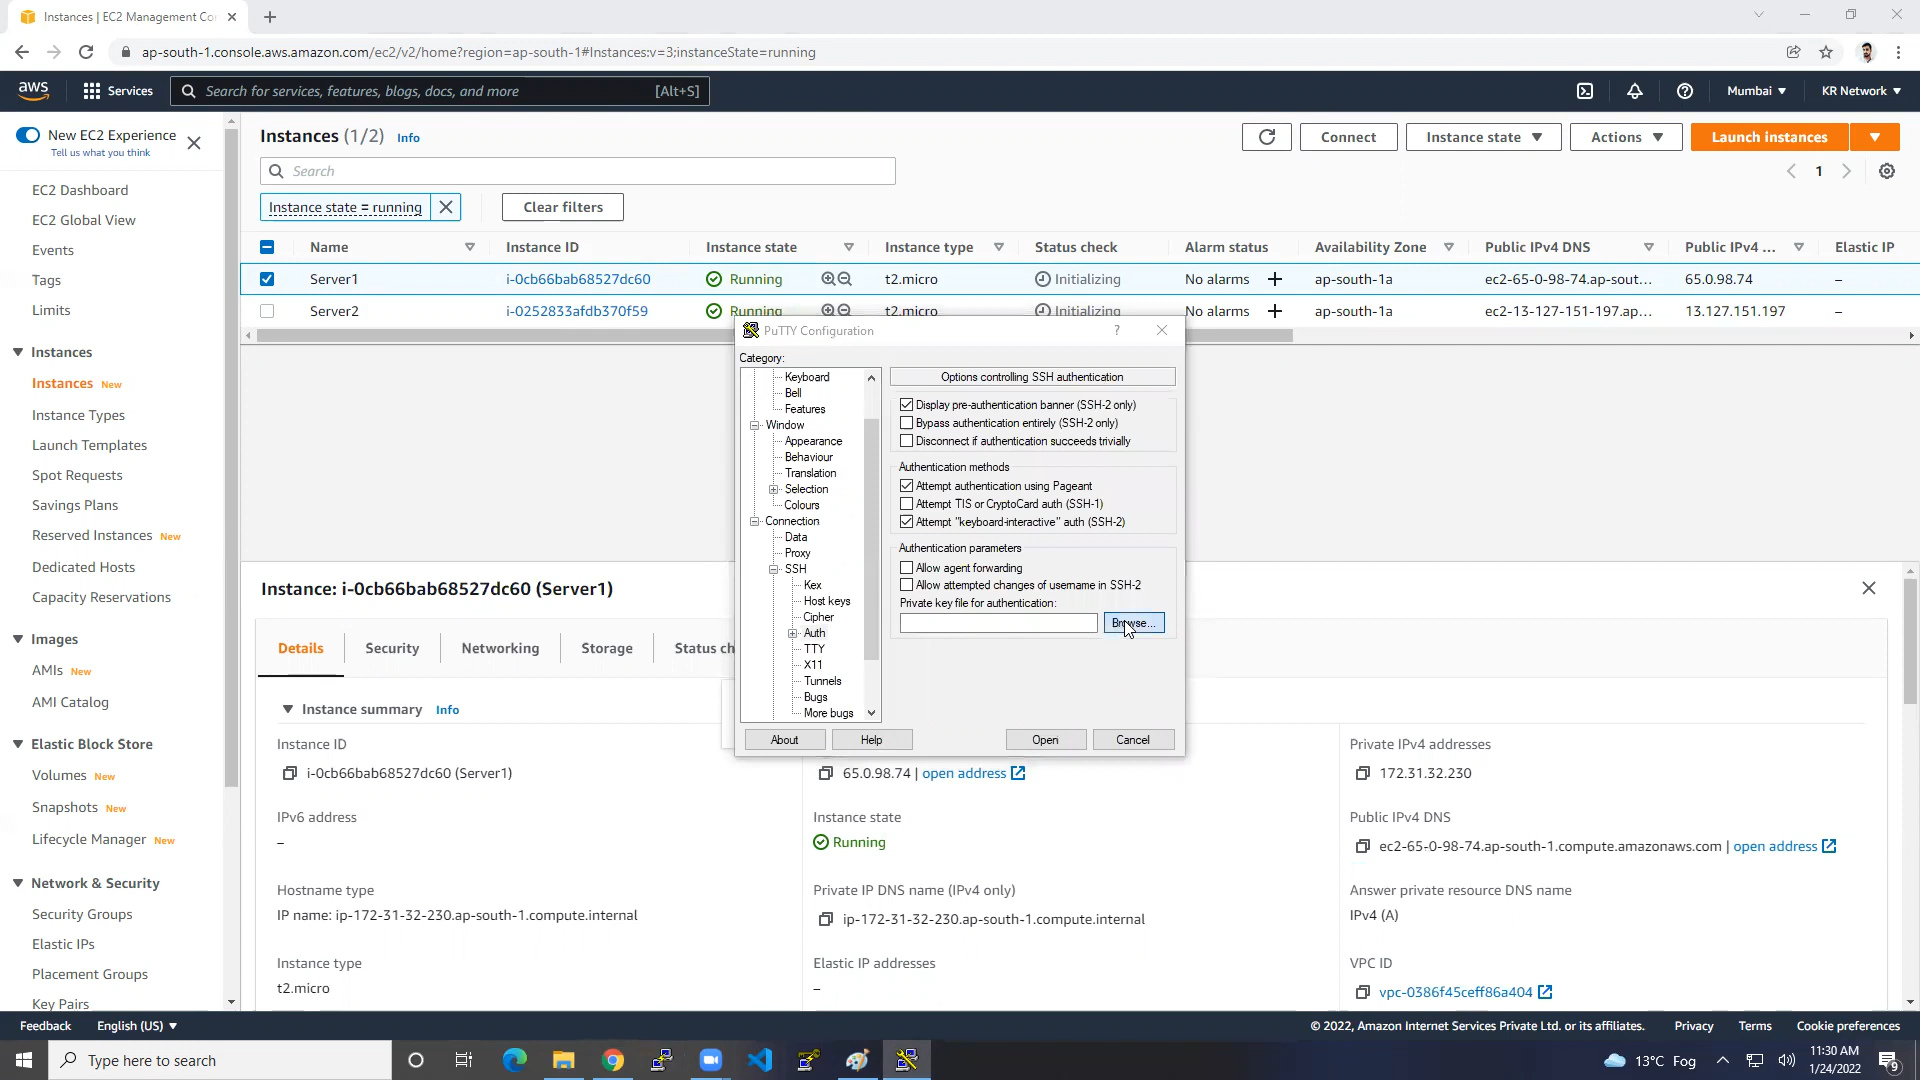 Instances | EC2 Management Co
ap-south-1.console.aws.amazon.com/ec2/v2/home?region=ap-south-1#Instances:v=3;instanceState=running
aws
Services
Search for services, features, blogs, docs, and more
[Alt+S]
Mumbai
KR Network
New EC2 Experience
Tell us what you think
EC2 Dashboard
EC2 Global View
Events
Tags
Limits
Instances
Instances New
Instance Types
Launch Templates
Spot Requests
Savings Plans
Reserved Instances New
Dedicated Hosts
Capacity Reservations
Images
AMIs New
AMI Catalog
Elastic Block Store
Volumes New
Snapshots New
Lifecycle Manager New
Network & Security
Security Groups
Elastic IPs
Placement Groups
Key Pairs
Instances (1/2) Info
Connect
Instance state
Actions
Launch instances
Search
1
Instance state = running
Clear filters
Name Instance ID Instance state Instance type Status check Alarm status Availability Zone Public IPv4 DNS Public IPv4 ... Elastic IP
Server1 i-0cb66bab68527dc60 Running t2.micro Initializing No alarms ap-south-1a ec2-65-0-98-74.ap-sout... 65.0.98.74 –
Server2 i-0252833afdb370f59 Running t2.micro Initializing No alarms ap-south-1a ec2-13-127-151-197.ap... 13.127.151.197 –
PuTTY Configuration
?
Category:
Keyboard
Bell
Features
Window
Appearance
Behaviour
Translation
Selection
Colours
Connection
Data
Proxy
SSH
Kex
Host keys
Cipher
Auth
TTY
X11
Tunnels
Bugs
More bugs
Options controlling SSH authentication
Display pre-authentication banner (SSH-2 only)
Bypass authentication entirely (SSH-2 only)
Disconnect if authentication succeeds trivially
Authentication methods
Attempt authentication using Pageant
Attempt TIS or CryptoCard auth (SSH-1)
Attempt "keyboard-interactive" auth (SSH-2)
Authentication parameters
Allow agent forwarding
Allow attempted changes of username in SSH-2
Private key file for authentication:
Browse...
About
Help
Open
Cancel
Instance: i-0cb66bab68527dc60 (Server1)
Details
Security
Networking
Storage
Status ch
Instance summary Info
Instance ID
i-0cb66bab68527dc60 (Server1)
65.0.98.74 | open address
Private IPv4 addresses
172.31.32.230
IPv6 address
–
Instance state
Running
Public IPv4 DNS
ec2-65-0-98-74.ap-south-1.compute.amazonaws.com | open address
Hostname type
IP name: ip-172-31-32-230.ap-south-1.compute.internal
Private IP DNS name (IPv4 only)
ip-172-31-32-230.ap-south-1.compute.internal
Answer private resource DNS name
IPv4 (A)
Instance type
t2.micro
Elastic IP addresses
–
VPC ID
vpc-0386f45ceff86a404
Feedback
English (US)
© 2022, Amazon Internet Services Private Ltd. or its affiliates.
Privacy
Terms
Cookie preferences
Type here to search
13°C Fog
11:30 AM
1/24/2022
9